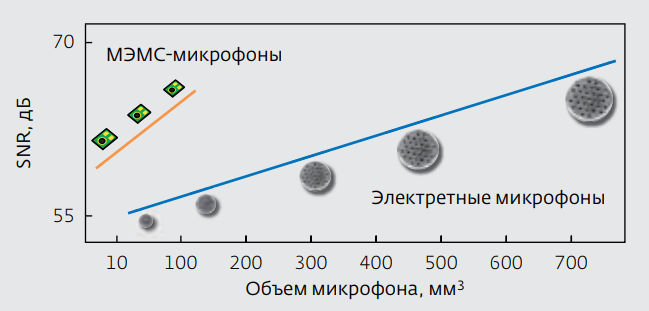 70
МЭМС-микрофоны
SNR, дБ
Электретные микрофоны
55
10 100 200 300 400 500 600 700
Объем микрофона, мм³